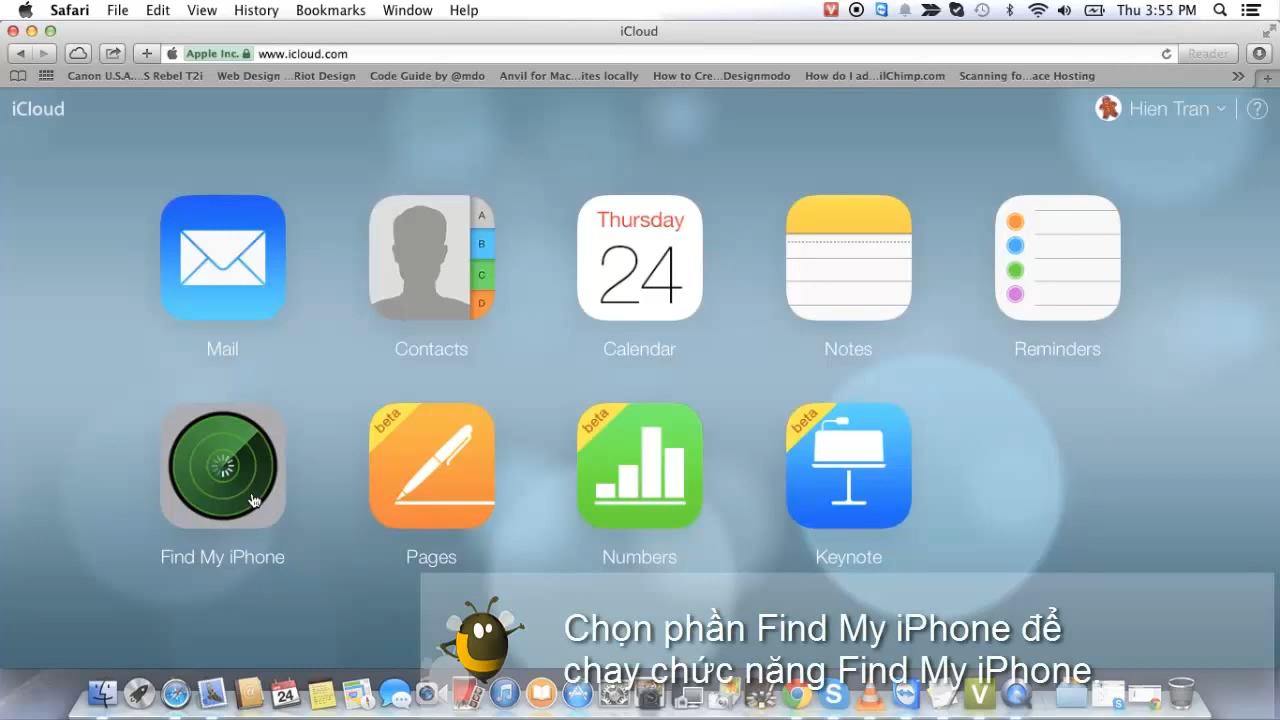 Safari File Edit View History Bookmarks Window Help Thu 3:55 PM
iCloud
Apple Inc. www.icloud.com Reader
Canon U.S.A....S Rebel T2i Web Design ...Riot Design Code Guide by @mdo Anvil for Mac...ites locally How to Cre...Designmodo How do I ad...ilChimp.com Scanning fo...ace Hosting
iCloud Hien Tran ?
A
B
C
D
Thursday
24
Mail Contacts Calendar Notes Reminders
beta beta beta
Find My iPhone Pages Numbers Keynote
Chọn phần Find My iPhone để
chạy chức năng Find My iPhone
24